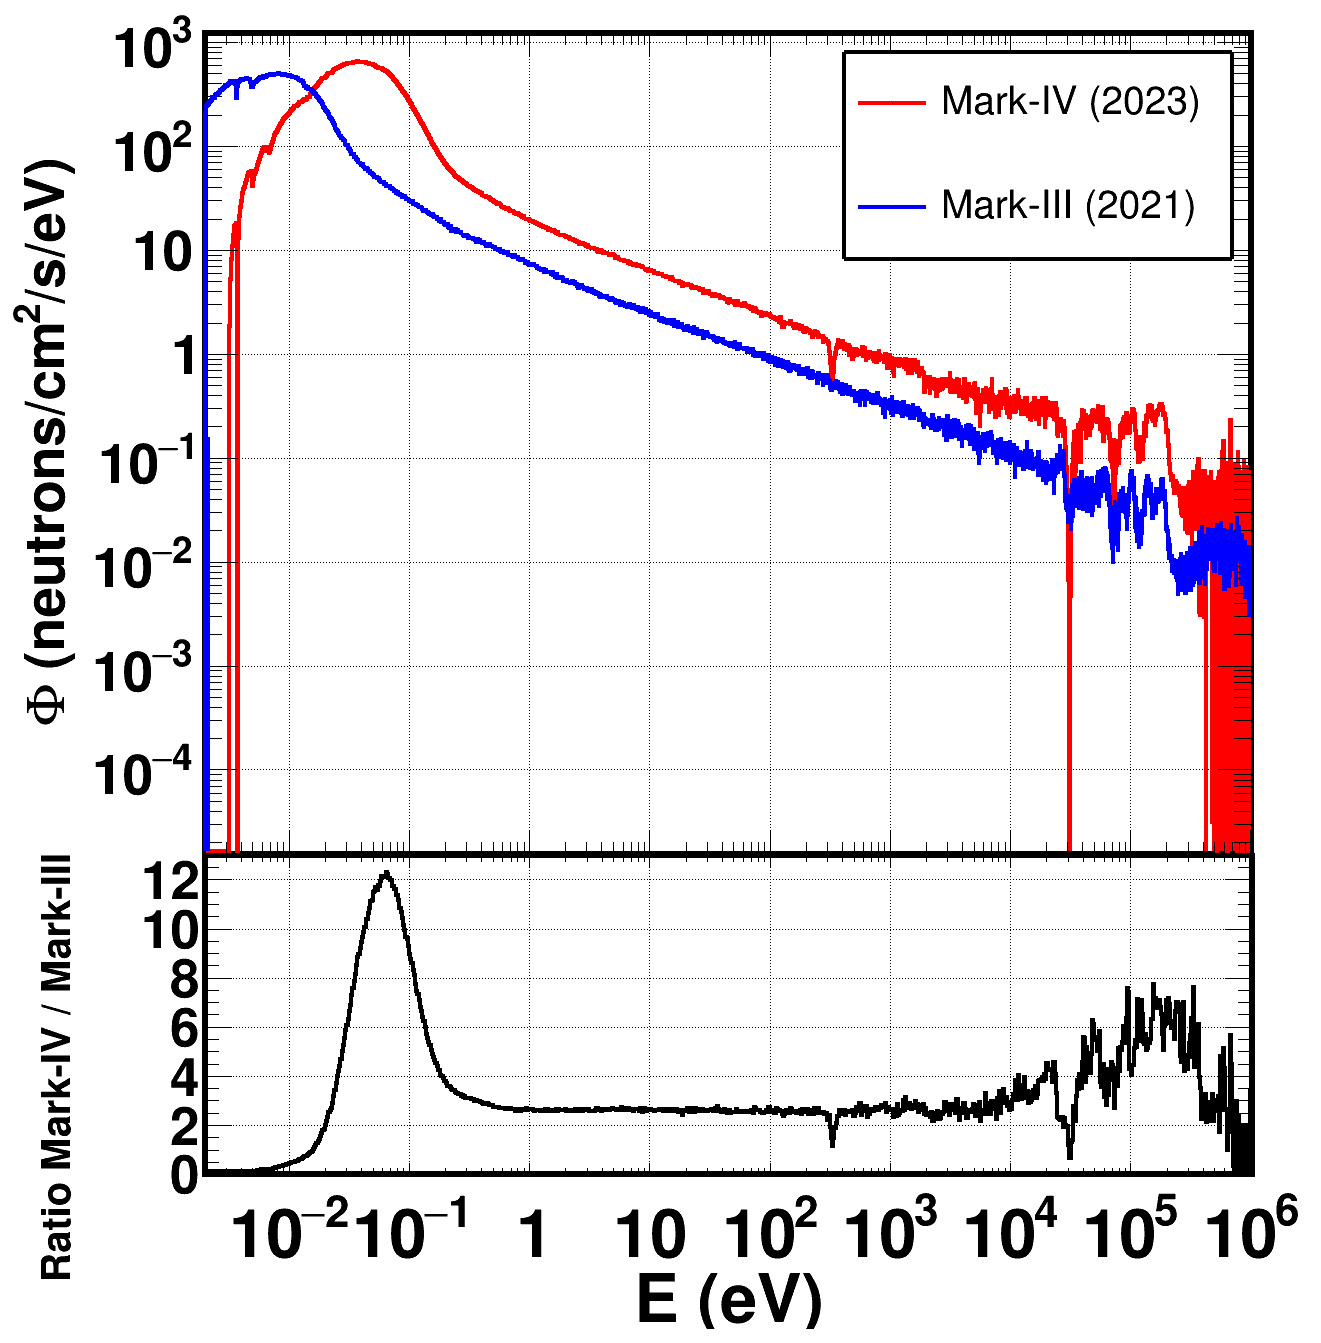 Φ (neutrons/cm²/s/eV)
10³
10²
10
1
10⁻¹
10⁻²
10⁻³
10⁻⁴
Mark-IV (2023)
Mark-III (2021)
Ratio Mark-IV / Mark-III
12
10
8
6
4
2
0
10⁻² 10⁻¹ 1 10 10² 10³ 10⁴ 10⁵ 10⁶
E (eV)